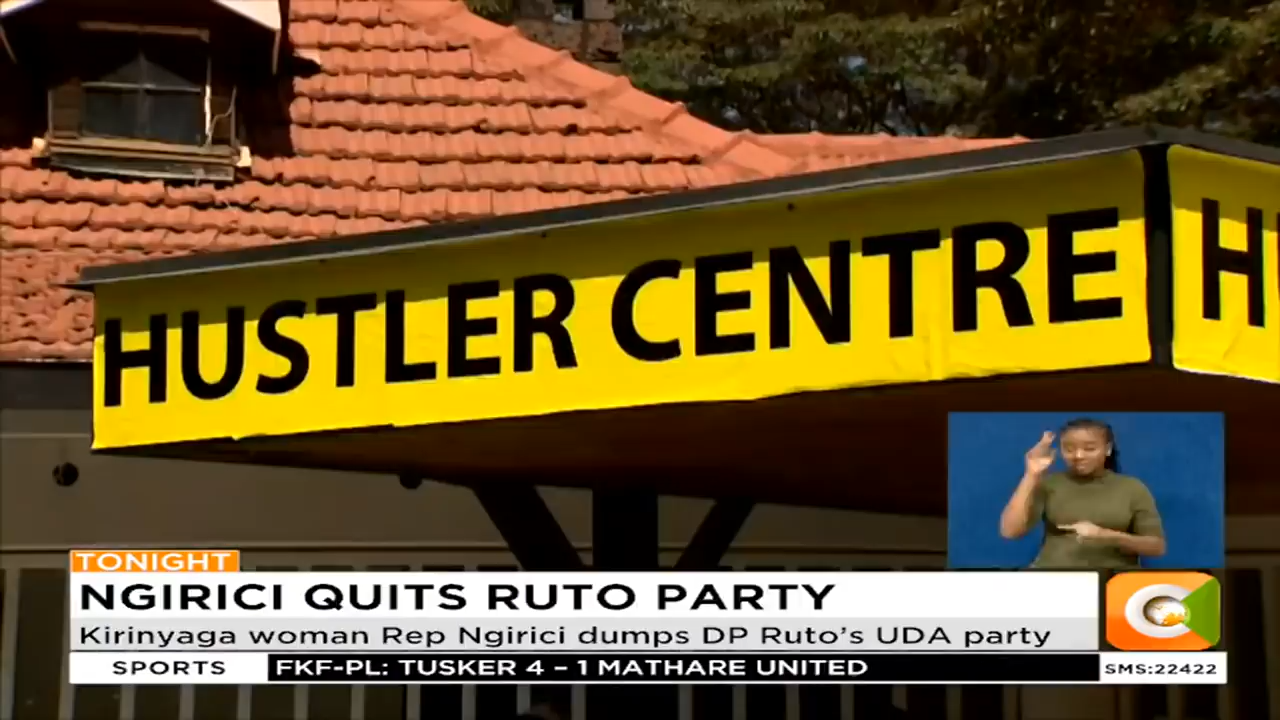 HUSTLER CENTRE
H
TONIGHT
NGIRICI QUITS RUTO PARTY
Kirinyaga woman Rep Ngirici dumps DP Ruto's UDA party
SPORTS FKF-PL: TUSKER 4 – 1 MATHARE UNITED
SMS:22422